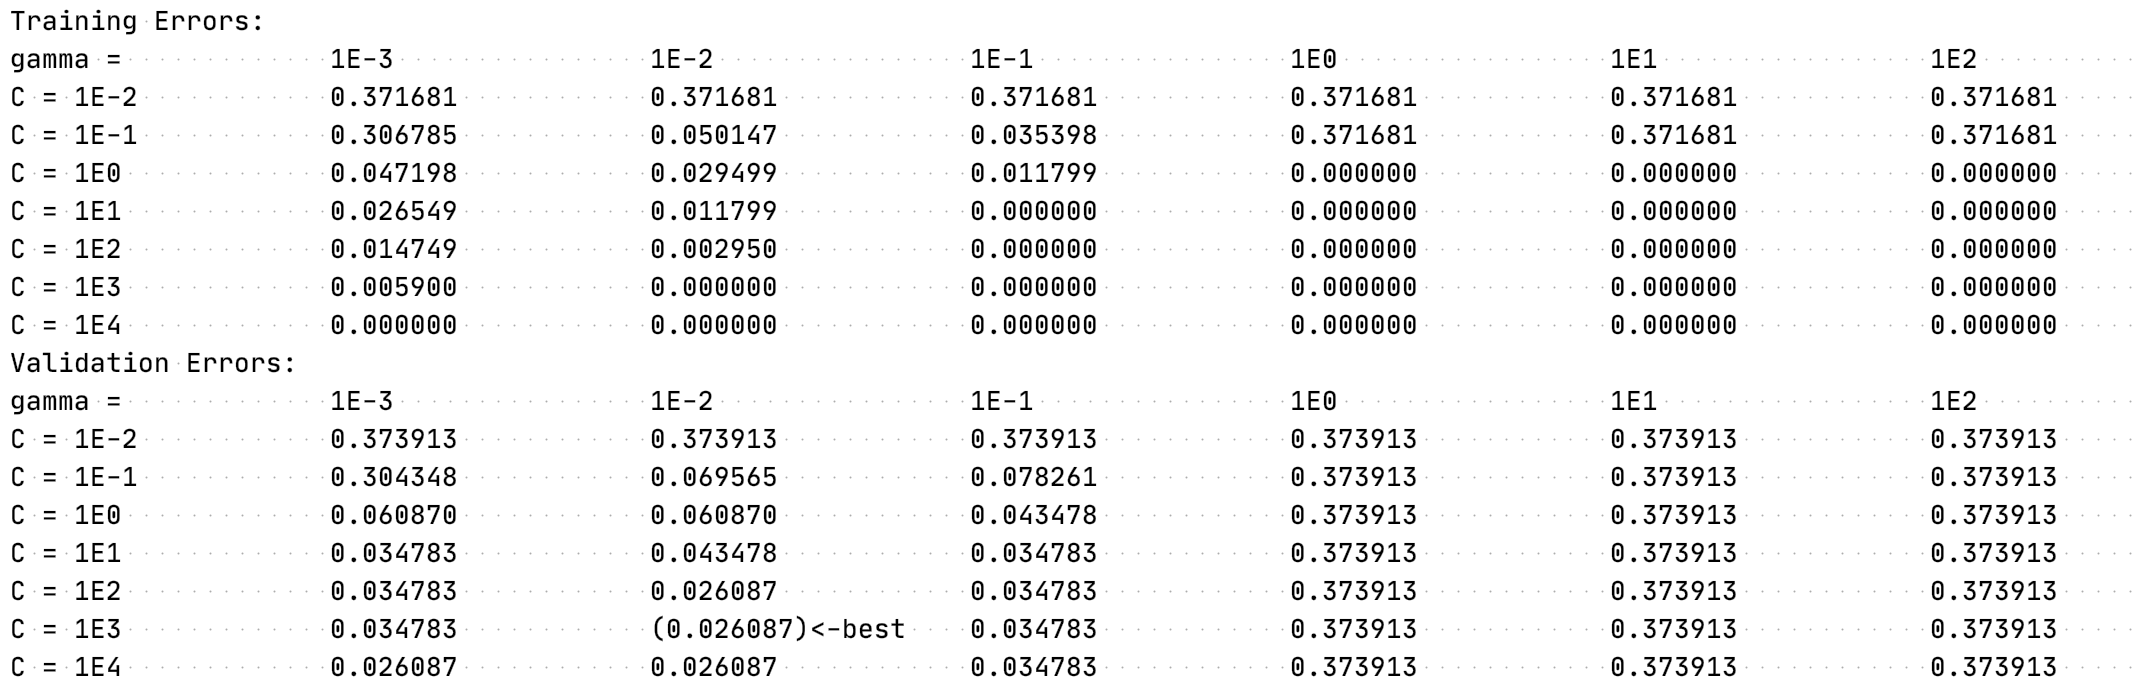 Training Errors:
gamma = 1E-3 1E-2 1E-1 1E0 1E1 1E2
C = 1E-2 0.371681 0.371681 0.371681 0.371681 0.371681 0.371681
C = 1E-1 0.306785 0.050147 0.035398 0.371681 0.371681 0.371681
C = 1E0 0.047198 0.029499 0.011799 0.000000 0.000000 0.000000
C = 1E1 0.026549 0.011799 0.000000 0.000000 0.000000 0.000000
C = 1E2 0.014749 0.002950 0.000000 0.000000 0.000000 0.000000
C = 1E3 0.005900 0.000000 0.000000 0.000000 0.000000 0.000000
C = 1E4 0.000000 0.000000 0.000000 0.000000 0.000000 0.000000
Validation Errors:
gamma = 1E-3 1E-2 1E-1 1E0 1E1 1E2
C = 1E-2 0.373913 0.373913 0.373913 0.373913 0.373913 0.373913
C = 1E-1 0.304348 0.069565 0.078261 0.373913 0.373913 0.373913
C = 1E0 0.060870 0.060870 0.043478 0.373913 0.373913 0.373913
C = 1E1 0.034783 0.043478 0.034783 0.373913 0.373913 0.373913
C = 1E2 0.034783 0.026087 0.034783 0.373913 0.373913 0.373913
C = 1E3 0.034783 (0.026087)<-best 0.034783 0.373913 0.373913 0.373913
C = 1E4 0.026087 0.026087 0.034783 0.373913 0.373913 0.373913